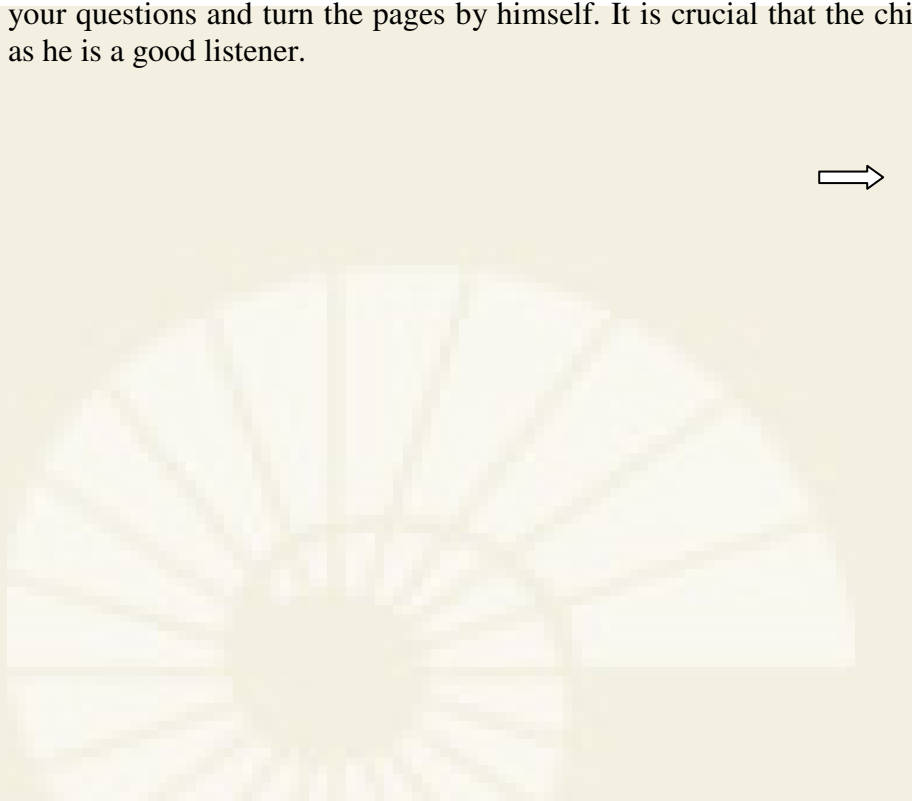 your questions and turn the pages by himself. It is crucial that the chi
as he is a good listener.